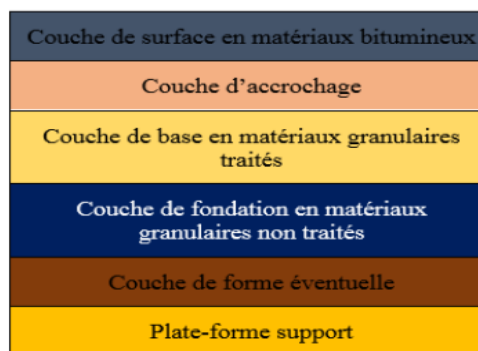 Couche de surface en matériaux bitumineux
Couche d’accrochage
Couche de base en matériaux granulaires
traités
Couche de fondation en matériaux
granulaires non traités
Couche de forme éventuelle
Plate-forme support